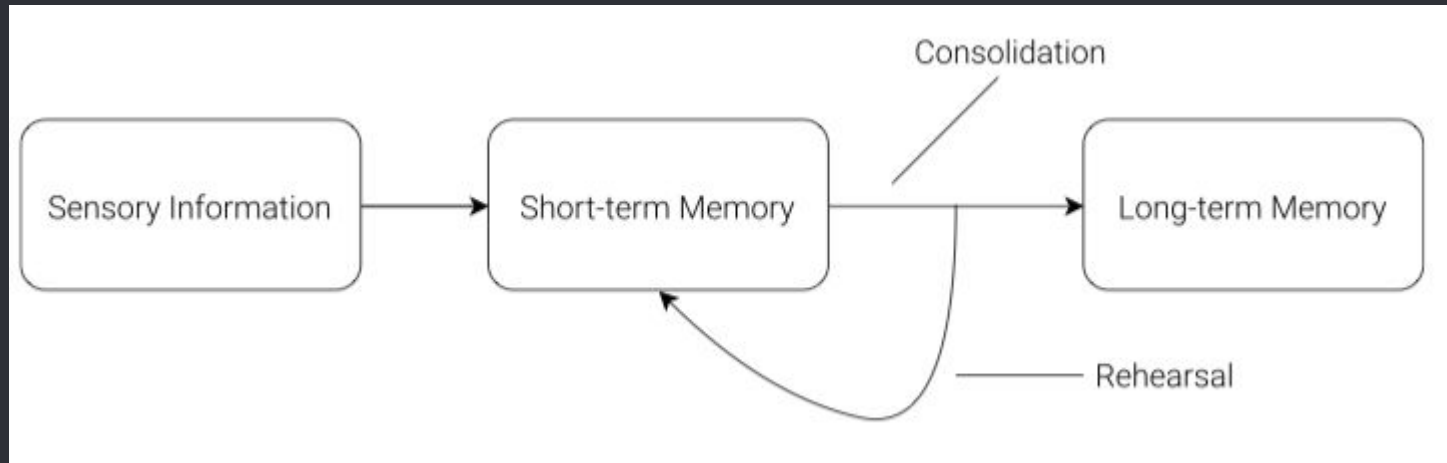 Consolidation
Sensory Information
Short-term Memory
Long-term Memory
Rehearsal